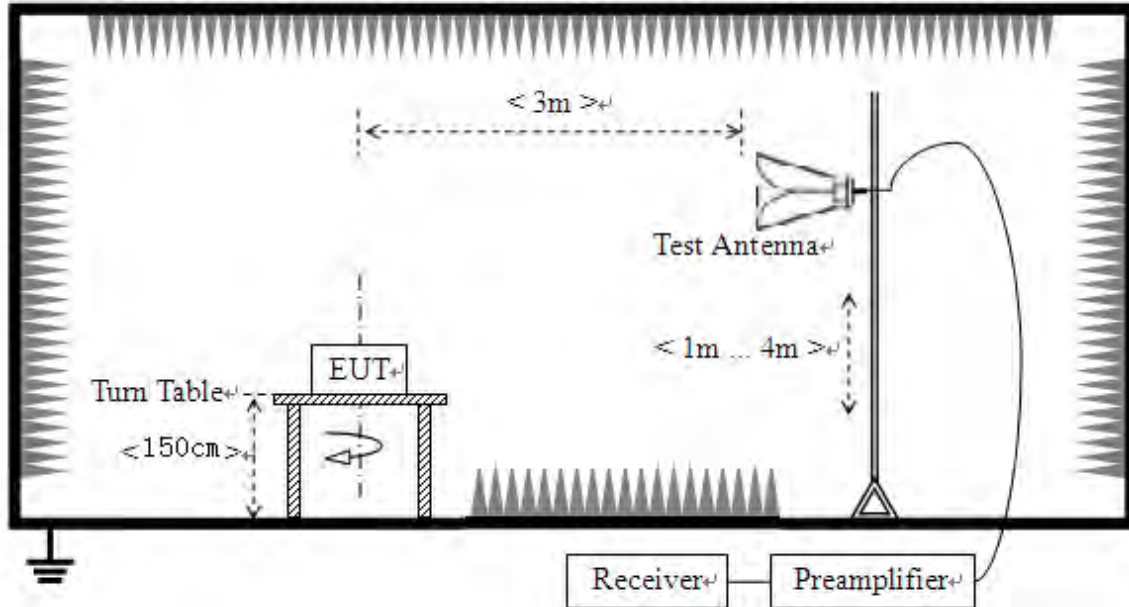 < 3m >↵
Test Antenna↵
< 1m ... 4m >↵
EUT↵
Turn Table↵
<150cm>↵
Receiver↵
Preamplifier↵